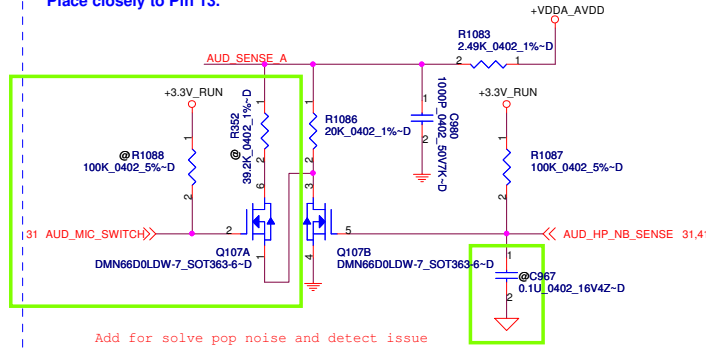 Place closely to Pin 13.
+VDDA_AVDD
R1083
2.49K_0402_1%~D
2
1
AUD_SENSE_A
+3.3V_RUN
@R1088
100K_0402_5%~D
1
2
@ R352
39.2K_0402_1%~D
1
2
R1086
20K_0402_1%~D
1
2
C980
1000P_0402_50V7K~D
1
2
+3.3V_RUN
R1087
100K_0402_5%~D
1
2
31 AUD_MIC_SWITCH
2
6
1
Q107A
DMN66D0LDW-7_SOT363-6~D
3
5
4
Q107B
DMN66D0LDW-7_SOT363-6~D
AUD_HP_NB_SENSE 31,41
1
@C967
0.1U_0402_16V4Z~D
2
Add for solve pop noise and detect issue